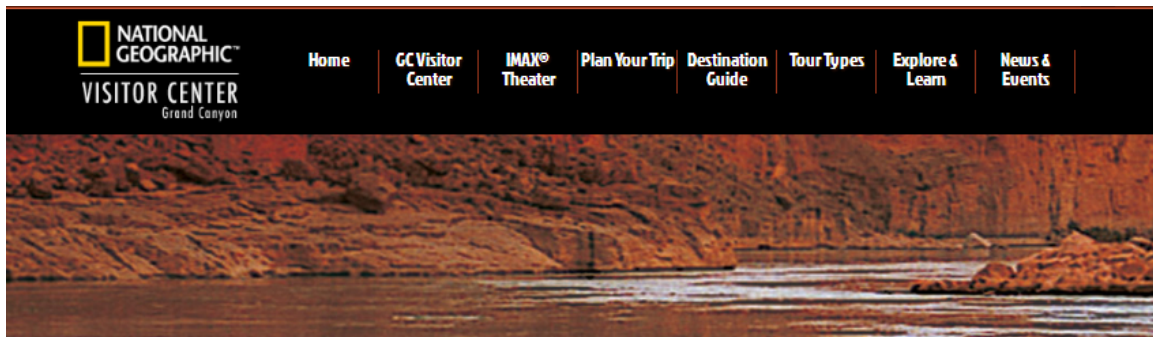 NATIONAL
GEOGRAPHIC™
VISITOR CENTER
Grand Canyon
Home
GC Visitor
Center
IMAX®
Theater
Plan Your Trip
Destination
Guide
Tour Types
Explore &
Learn
News &
Events